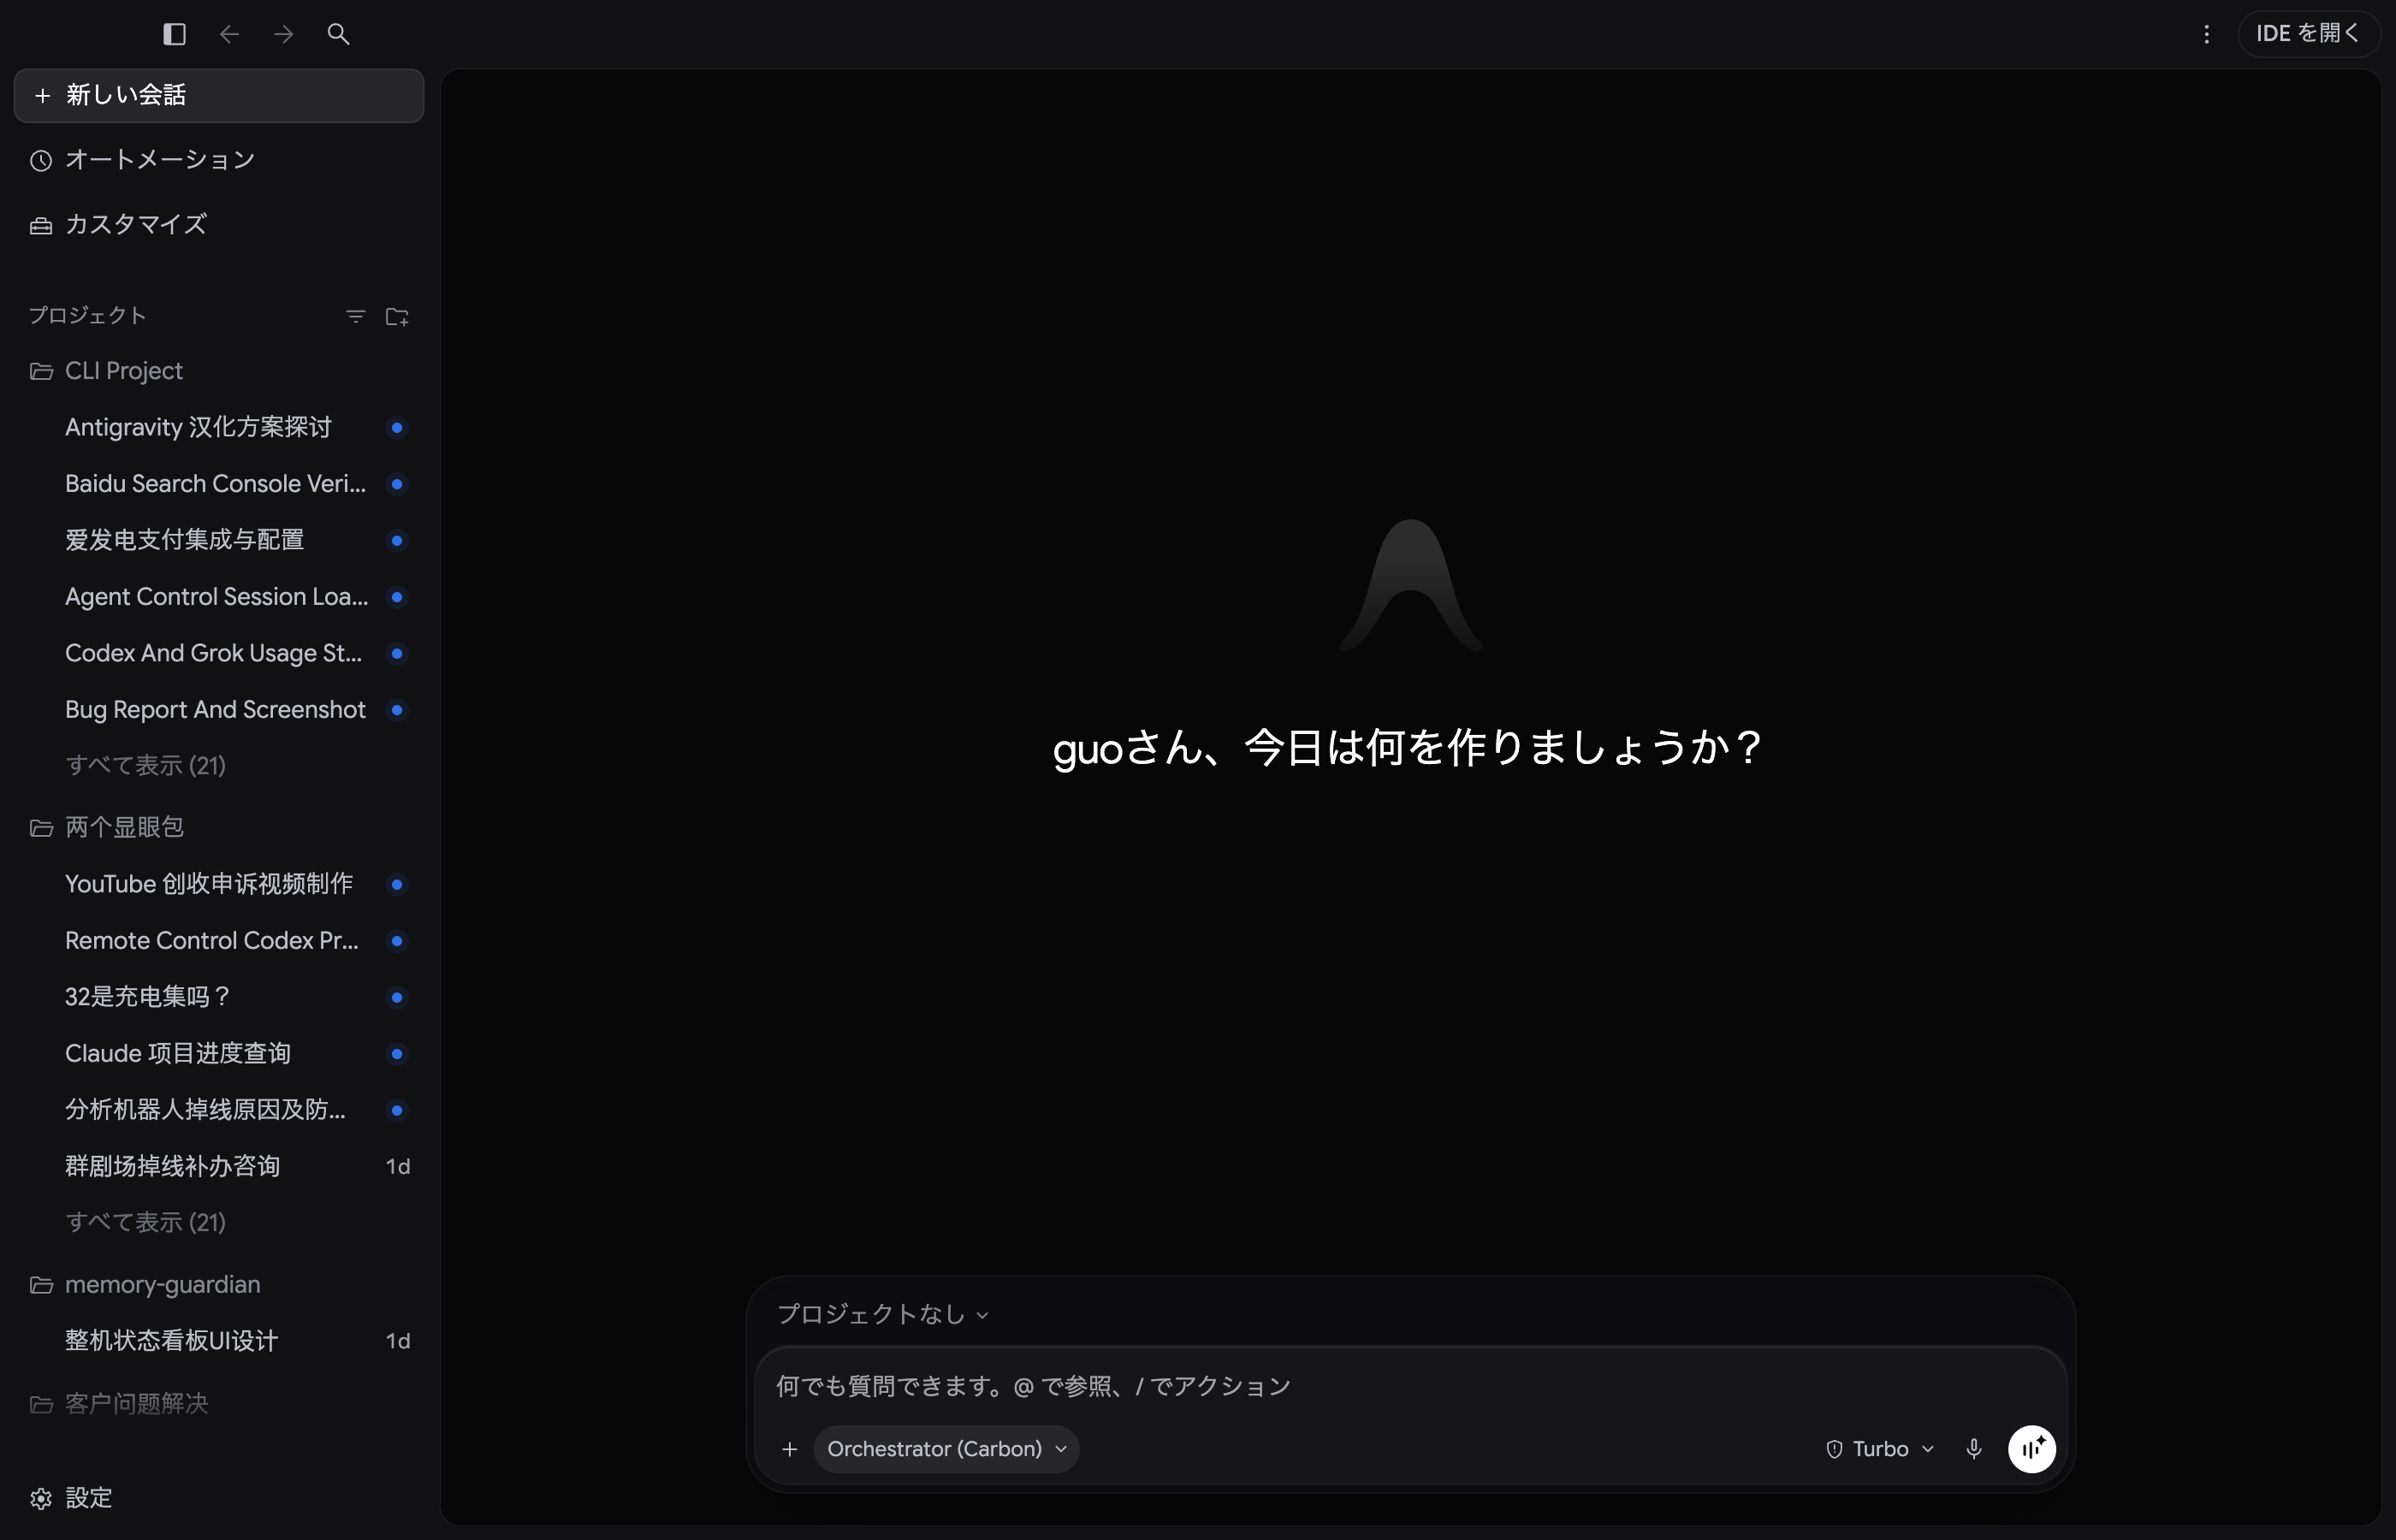 IDE を開く
新しい会話
オートメーション
カスタマイズ
プロジェクト
CLI Project
Antigravity 汉化方案探讨
Baidu Search Console Veri...
爱发电支付集成与配置
Agent Control Session Loa...
Codex And Grok Usage St...
Bug Report And Screenshot
すべて表示 (21)
两个显眼包
YouTube 创收申诉视频制作
Remote Control Codex Pr...
32是充电集吗？
Claude 项目进度查询
分析机器人掉线原因及防...
群剧场掉线补办咨询 1d
すべて表示 (21)
memory-guardian
整机状态看板UI设计 1d
客户问题解决
設定
guoさん、今日は何を作りましょうか？
プロジェクトなし
何でも質問できます。@ で参照、/ でアクション
Orchestrator (Carbon) Turbo